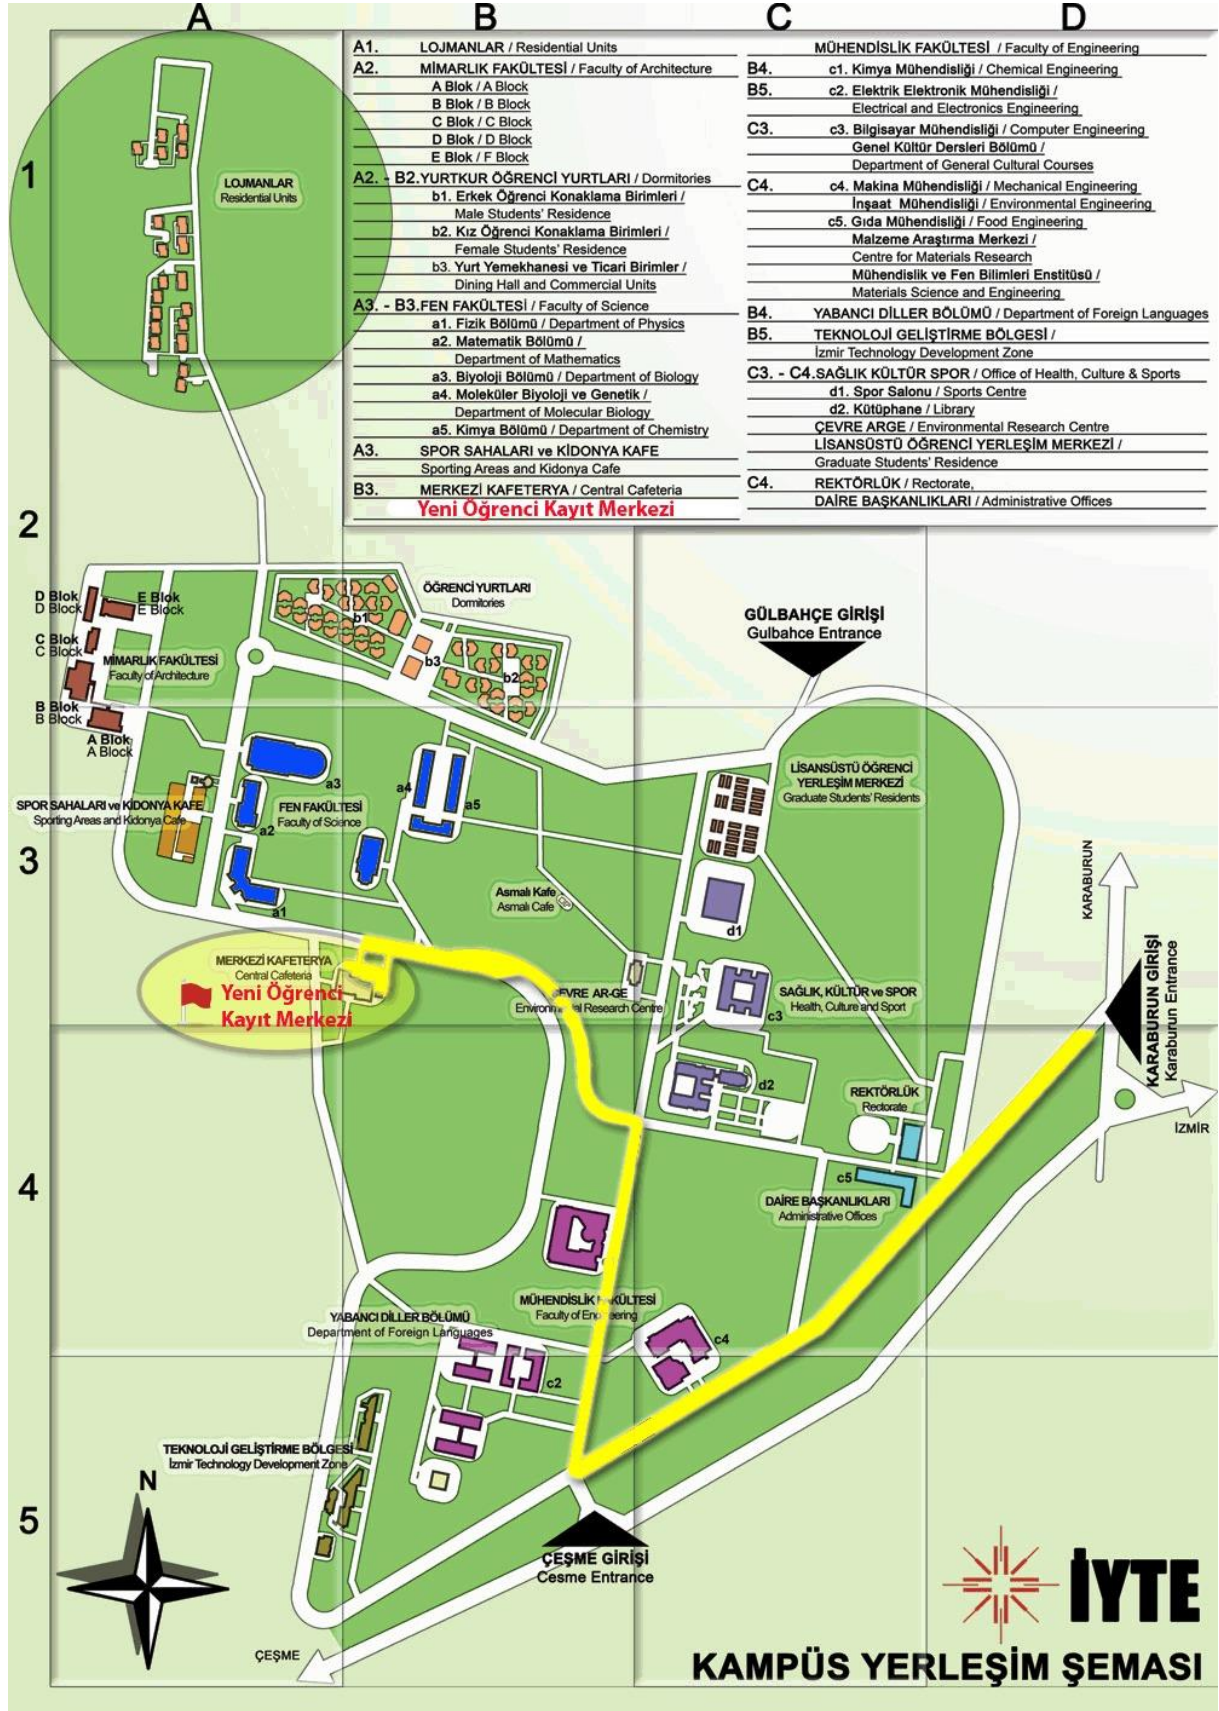 A B C D
A1. LOJMANLAR / Residential Units
A2. MİMARLIK FAKÜLTESİ / Faculty of Architecture
A Blok / A Block
B Blok / B Block
C Blok / C Block
D Blok / D Block
E Blok / F Block
A2. - B2.YURTKUR ÖĞRENCİ YURTLARI / Dormitories
b1. Erkek Öğrenci Konaklama Birimleri /
Male Students' Residence
b2. Kız Öğrenci Konaklama Birimleri /
Female Students' Residence
b3. Yurt Yemekhanesi ve Ticari Birimler /
Dining Hall and Commercial Units
A3. - B3.FEN FAKÜLTESİ / Faculty of Science
a1. Fizik Bölümü / Department of Physics
a2. Matematik Bölümü /
Department of Mathematics
a3. Biyoloji Bölümü / Department of Biology
a4. Moleküler Biyoloji ve Genetik /
Department of Molecular Biology
a5. Kimya Bölümü / Department of Chemistry
A3. SPOR SAHALARI ve KİDONYA KAFE
Sporting Areas and Kidonya Cafe
B3. MERKEZİ KAFETERYA / Central Cafeteria
Yeni Öğrenci Kayıt Merkezi
MÜHENDİSLİK FAKÜLTESİ / Faculty of Engineering
B4. c1. Kimya Mühendisliği / Chemical Engineering
B5. c2. Elektrik Elektronik Mühendisliği /
Electrical and Electronics Engineering
C3. c3. Bilgisayar Mühendisliği / Computer Engineering
Genel Kültür Dersleri Bölümü /
Department of General Cultural Courses
C4. c4. Makina Mühendisliği / Mechanical Engineering
İnşaat Mühendisliği / Environmental Engineering
c5. Gıda Mühendisliği / Food Engineering
Malzeme Araştırma Merkezi /
Centre for Materials Research
Mühendislik ve Fen Bilimleri Enstitüsü /
Materials Science and Engineering
B4. YABANCI DİLLER BÖLÜMÜ / Department of Foreign Languages
B5. TEKNOLOJİ GELİŞTİRME BÖLGESİ /
İzmir Technology Development Zone
C3. - C4.SAĞLIK KÜLTÜR SPOR / Office of Health, Culture & Sports
d1. Spor Salonu / Sports Centre
d2. Kütüphane / Library
ÇEVRE ARGE / Environmental Research Centre
LİSANSÜSTÜ ÖĞRENCİ YERLEŞİM MERKEZİ /
Graduate Students' Residence
C4. REKTÖRLÜK / Rectorate,
DAİRE BAŞKANLIKLARI / Administrative Offices
1
LOJMANLAR
Residential Units
2
ÖĞRENCİ YURTLARI
Dormitories
b1
b3
b2
D Blok
D Block
E Blok
E Block
C Blok
C Block
MİMARLIK FAKÜLTESİ
Faculty of Architecture
B Blok
B Block
A Blok
A Block
GÜLBAHÇE GİRİŞİ
Gulbahce Entrance
LİSANSÜSTÜ ÖĞRENCİ
YERLEŞİM MERKEZİ
Graduate Students' Residents
a3
a4
a5
SPOR SAHALARI ve KİDONYA KAFE
Sporting Areas and Kidonya Cafe
FEN FAKÜLTESİ
Faculty of Science
a2
3
a1
Asmalı Kafe
Asmalı Cafe
d1
KARABURUN
MERKEZİ KAFETERYA
Central Cafeteria
Yeni Öğrenci
Kayıt Merkezi
EVRE AR-GE
Research Centre
SAĞLIK, KÜLTÜR ve SPOR
Health, Culture and Sport
c3
KARABURUN GİRİŞİ
Karaburun Entrance
d2
REKTÖRLÜK
Rectorate
İZMİR
4
c5
DAİRE BAŞKANLIKLARI
Administrative Offices
MÜHENDİSLİK
Faculty of
YABANCI DİLLER BÖLÜMÜ
Department of Foreign Languages
c4
c2
TEKNOLOJİ GELİŞTİRME BÖLGESİ
İzmir Technology Development Zone
N
5
ÇEŞME GİRİŞİ
Cesme Entrance
ÇEŞME
İYTE
KAMPÜS YERLEŞİM ŞEMASI